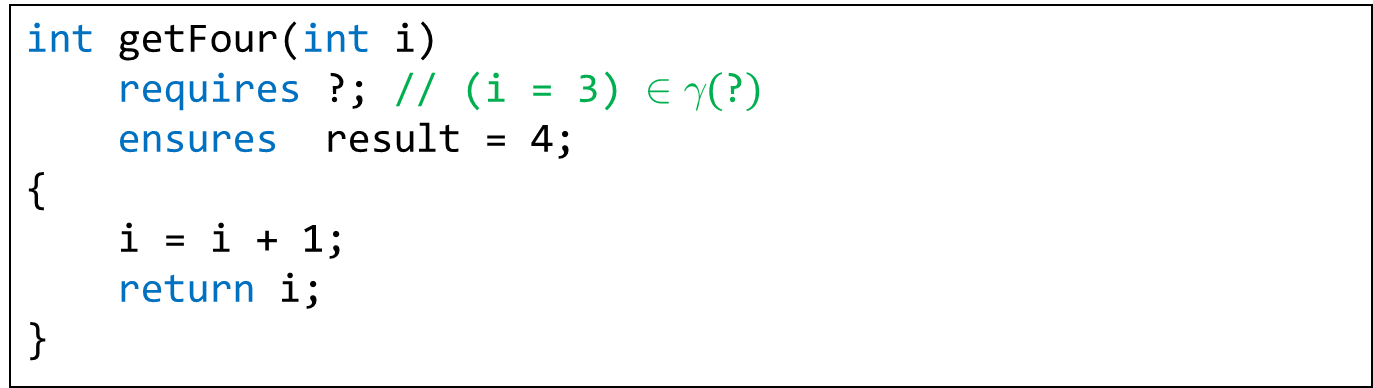 int getFour(int i)
requires ?; // (i = 3) ∈ γ(?)
ensures result = 4;
{
i = i + 1;
return i;
}